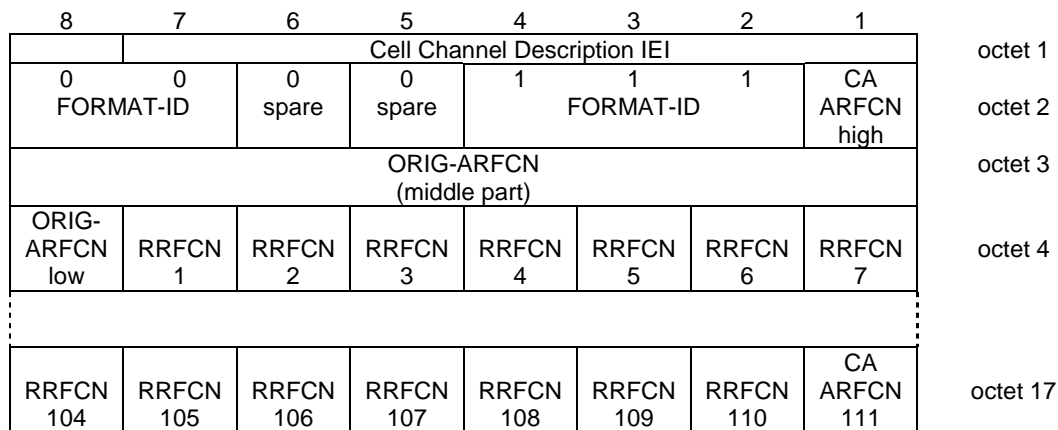 8 7 6 5 4 3 2 1
Cell Channel Description IEI octet 1
0 0 0 0 1 1 1 CA
FORMAT-ID spare spare FORMAT-ID ARFCN octet 2
high
ORIG-ARFCN octet 3
(middle part)
ORIG-
ARFCN RRFCN RRFCN RRFCN RRFCN RRFCN RRFCN RRFCN octet 4
low 1 2 3 4 5 6 7
CA
RRFCN RRFCN RRFCN RRFCN RRFCN RRFCN RRFCN ARFCN octet 17
104 105 106 107 108 109 110 111